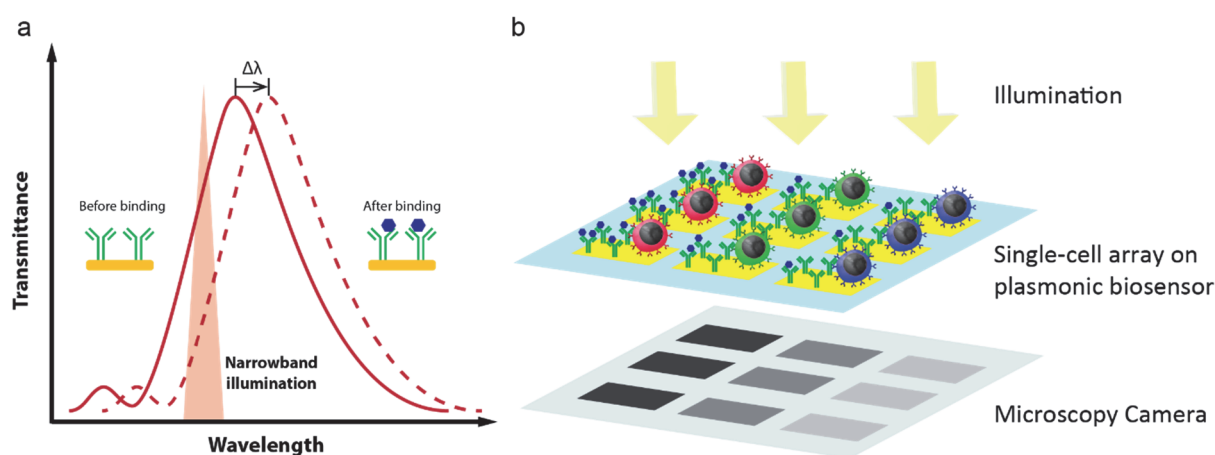 a
Δλ
Before binding
After binding
Narrowband
illumination
Transmittance
Wavelength
b
Illumination
Single-cell array on
plasmonic biosensor
Microscopy Camera